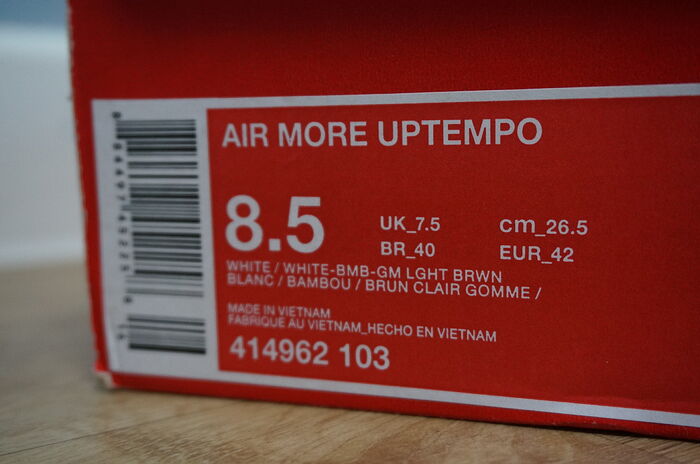 AIR MORE UPTEMPO
8.5
UK_7.5 cm_26.5
BR_40 EUR_42
WHITE / WHITE-BMB-GM LGHT BRWN
BLANC / BAMBOU / BRUN CLAIR GOMME /
MADE IN VIETNAM
FABRIQUE AU VIETNAM_HECHO EN VIETNAM
414962 103